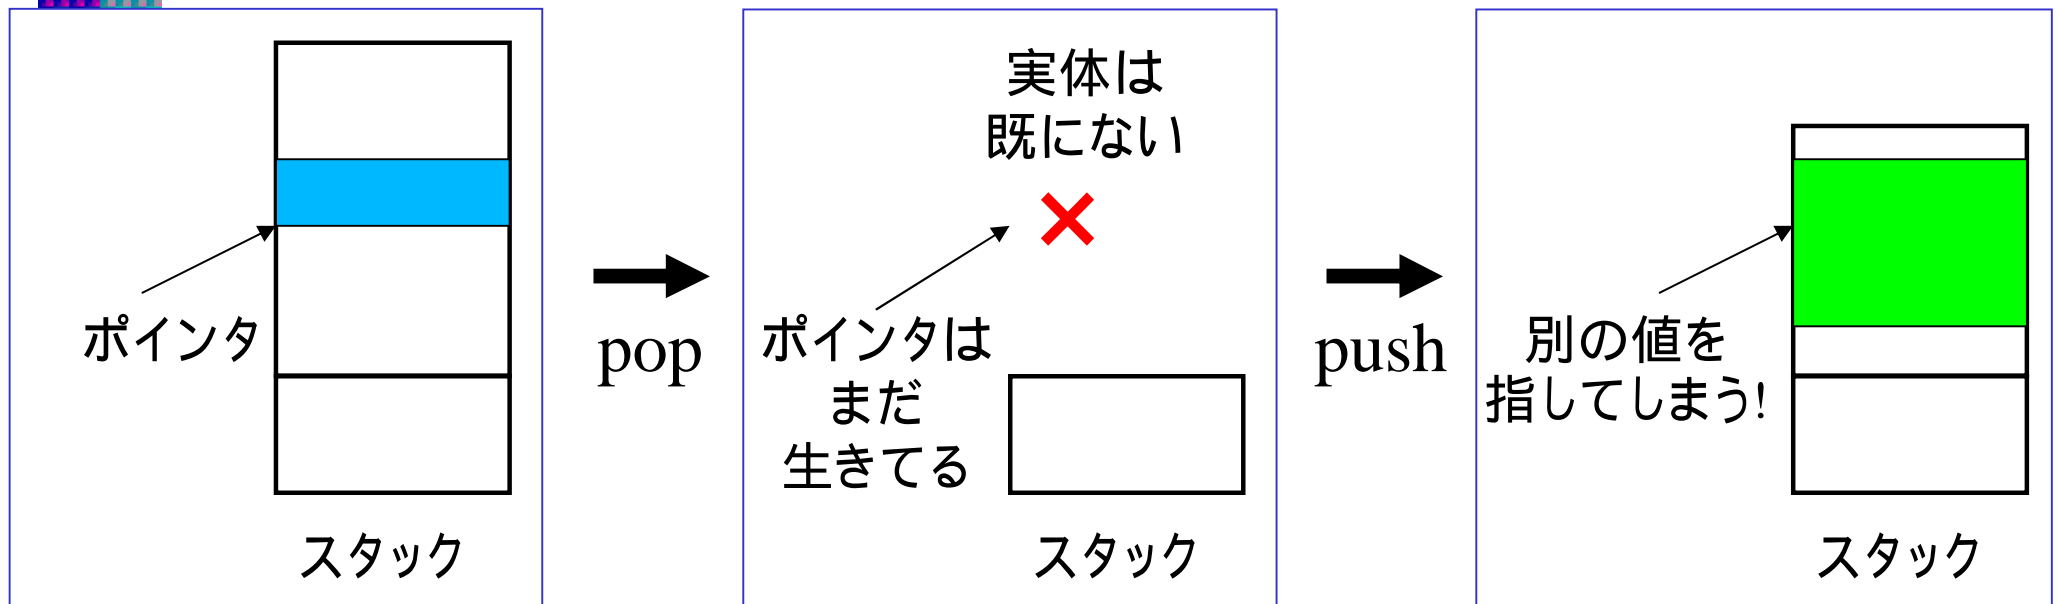 ポインタ
スタック
pop
実体は
既にない
ポインタは
まだ
生きてる
スタック
push
別の値を
指してしまう!
スタック